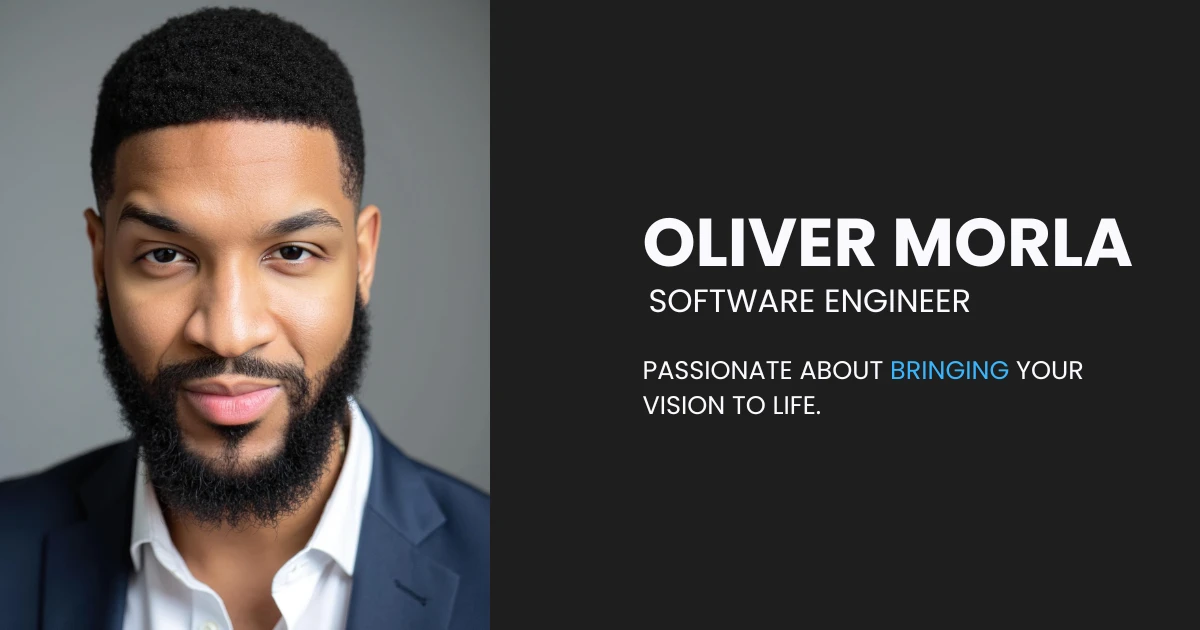 OLIVER MORLA
SOFTWARE ENGINEER
PASSIONATE ABOUT BRINGING YOUR
VISION TO LIFE.